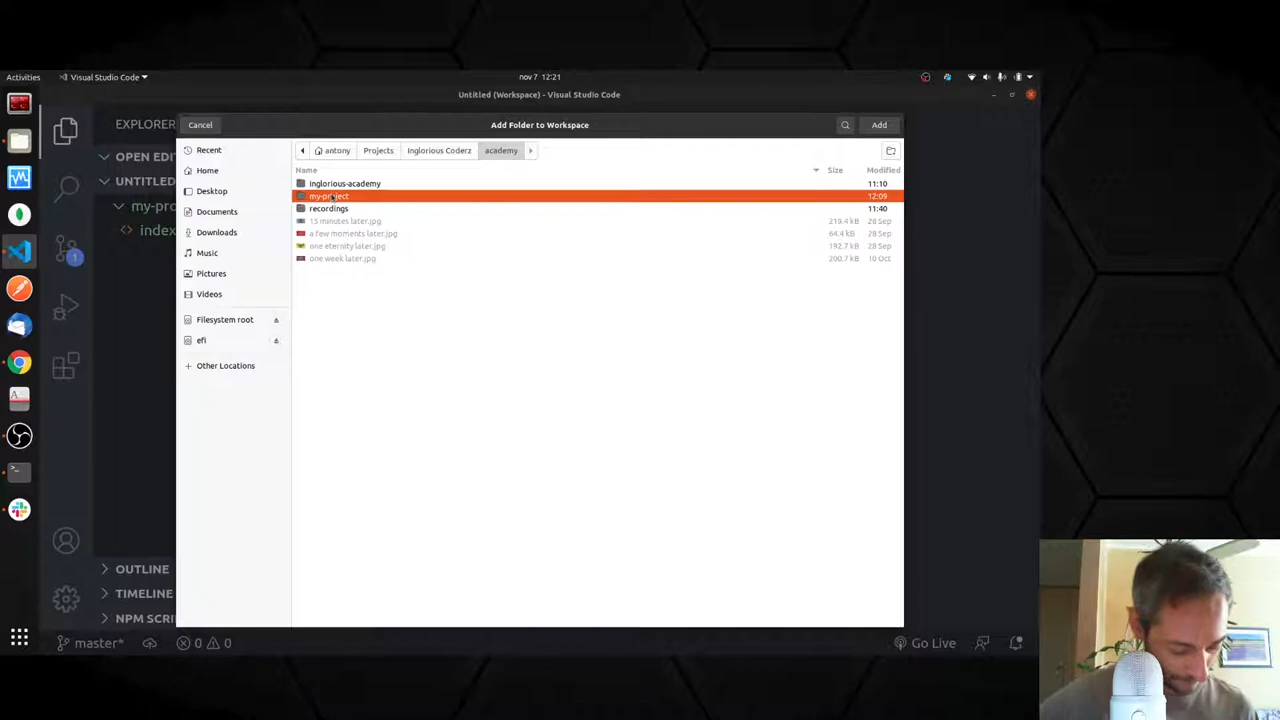 Activities
Visual Studio Code
nov 7 12:21
Untitled (Workspace) - Visual Studio Code
EXPLORER
Cancel
Add Folder to Workspace
Add
Recent
antony
Projects
Inglorious Coderz
academy
OPEN EDIT
Home
Name
Size
Modified
UNTITLED
inglorious-academy
11:10
Desktop
my-project
12:09
my-pro
Documents
recordings
11:40
15 minutes later.jpg
219.4 kB
28 Sep
index
Downloads
a few moments later.jpg
64.4 kB
28 Sep
Music
one eternity later.jpg
192.7 kB
28 Sep
1
one week later.jpg
200.7 kB
10 Oct
Pictures
Videos
Filesystem root
efi
Other Locations
OUTLINE
TIMELINE
NPM SCRI
master*
0
0
Go Live